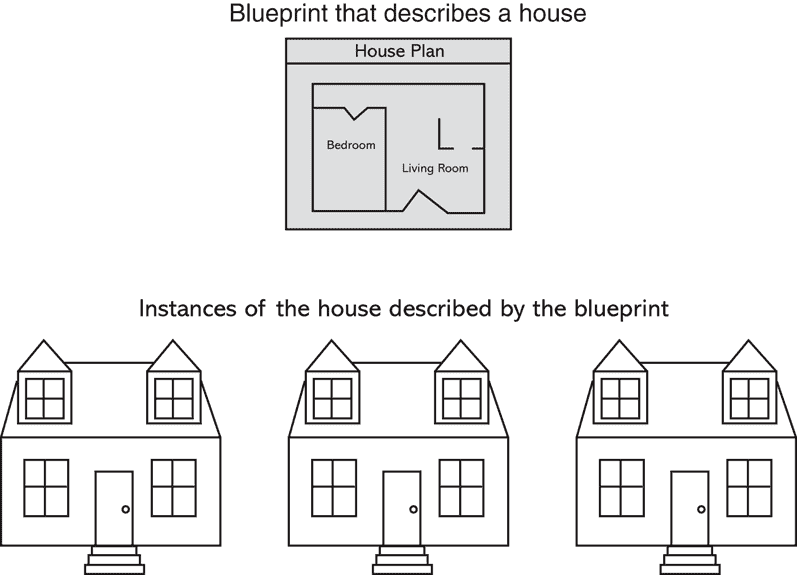 Blueprint that describes a house
House Plan
Bedroom
Living Room
Instances of the house described by the blueprint